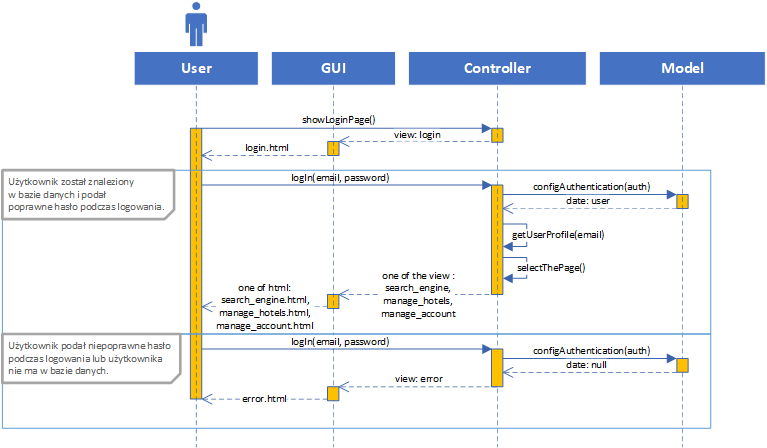 User
GUI
Controller
Model
showLoginPage()
view: login
login.html
Użytkownik został znaleziony
w bazie danych i podał
poprawne hasło podczas logowania.
logIn(email, password)
configAuthentication(auth)
date: user
getUserProfile(email)
selectThePage()
one of the view :
search_engine,
manage_hotels,
manage_account
one of html:
search_engine.html,
manage_hotels.html,
manage_account.html
Użytkownik podał niepoprawne hasło
podczas logowania lub użytkownika
nie ma w bazie danych.
logIn(email, password)
configAuthentication(auth)
date: null
view: error
error.html